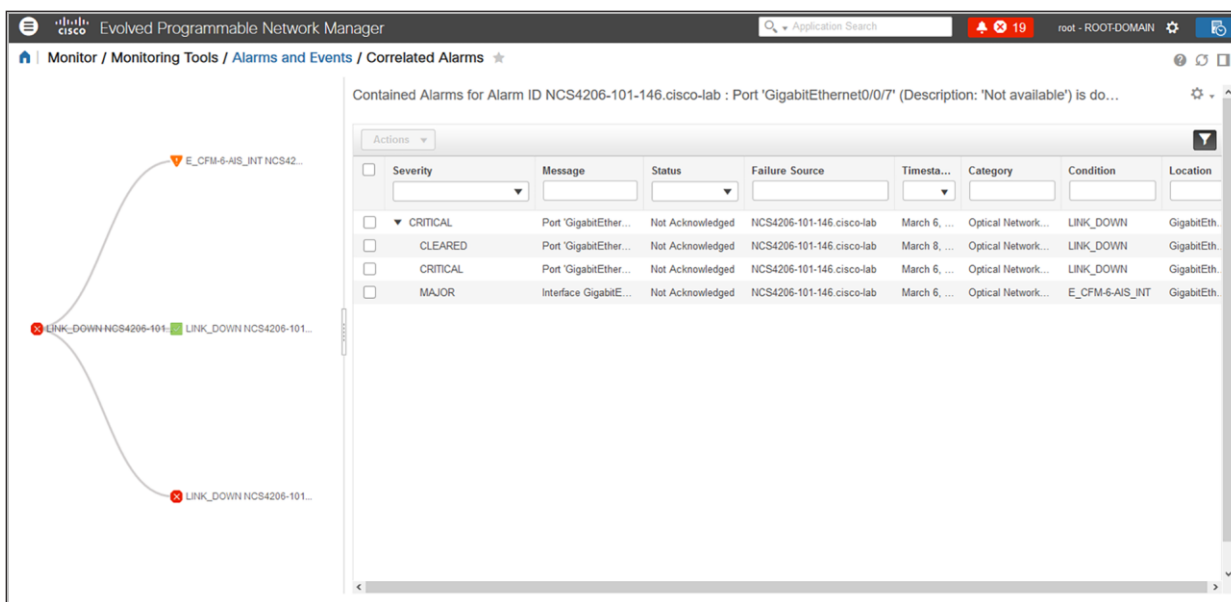 cisco Evolved Programmable Network Manager Application Search 19 root - ROOT-DOMAIN
Monitor / Monitoring Tools / Alarms and Events / Correlated Alarms
Contained Alarms for Alarm ID NCS4206-101-146.cisco-lab : Port 'GigabitEthernet0/0/7' (Description: 'Not available') is do...
Actions
Severity Message Status Failure Source Timesta... Category Condition Location
CRITICAL Port 'GigabitEther... Not Acknowledged NCS4206-101-146.cisco-lab March 6, ... Optical Network... LINK_DOWN GigabitEth...
CLEARED Port 'GigabitEther... Not Acknowledged NCS4206-101-146.cisco-lab March 8, ... Optical Network... LINK_DOWN GigabitEth...
CRITICAL Port 'GigabitEther... Not Acknowledged NCS4206-101-146.cisco-lab March 6, ... Optical Network... LINK_DOWN GigabitEth...
MAJOR Interface GigabitE... Not Acknowledged NCS4206-101-146.cisco-lab March 6, ... Optical Network... E_CFM-6-AIS_INT GigabitEth...
E_CFM-6-AIS_INT NCS42...
LINK_DOWN NCS4206-101... LINK_DOWN NCS4206-101...
LINK_DOWN NCS4206-101...